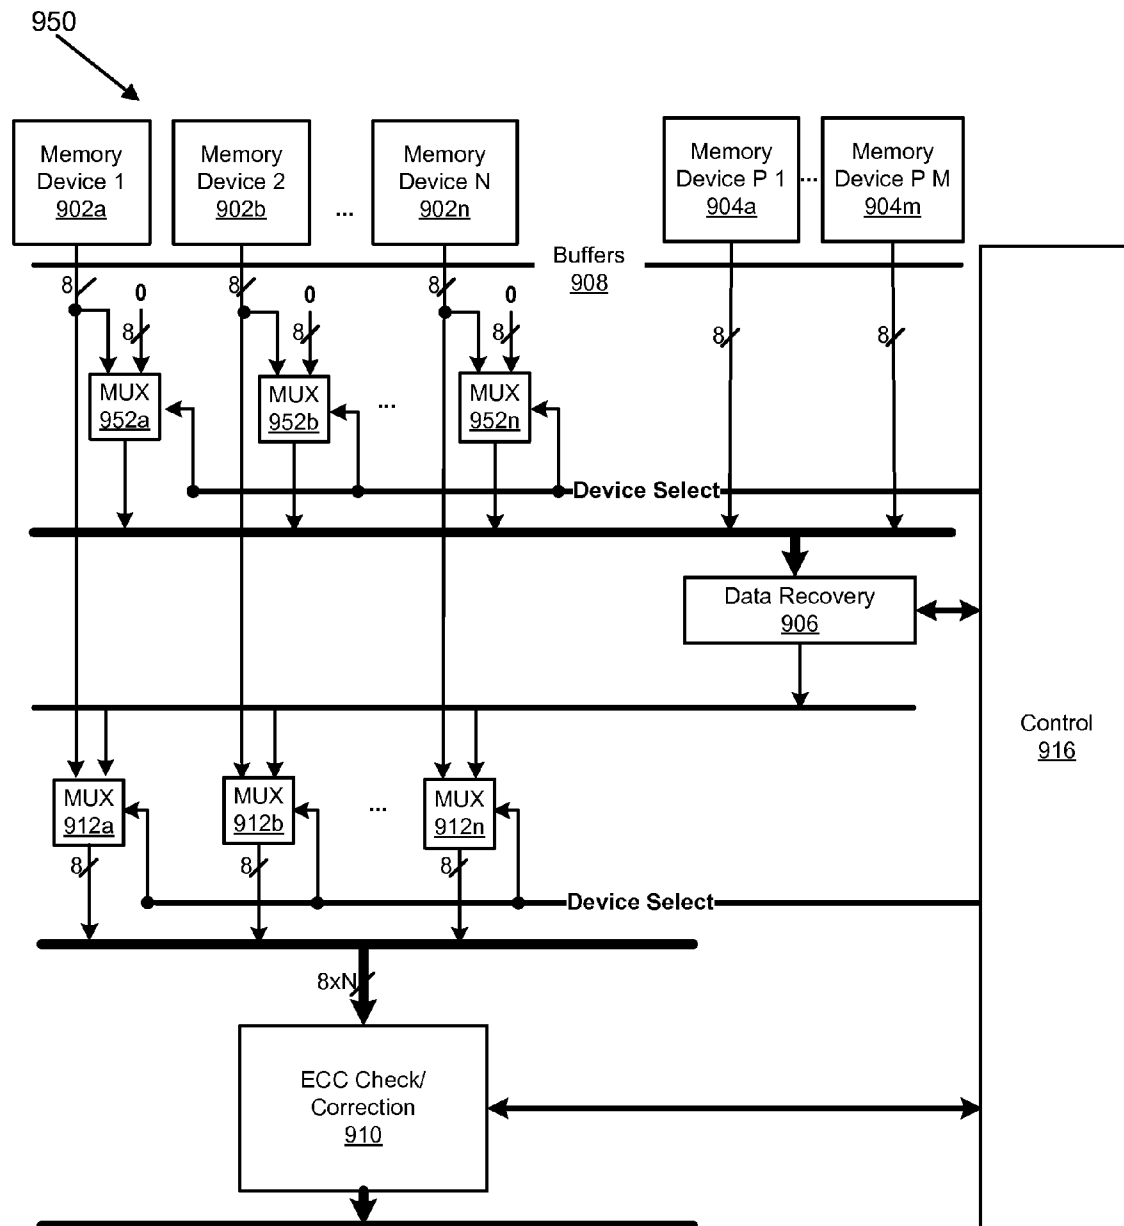 950
Memory
Device 1
902a
Memory
Device 2
902b
...
Memory
Device N
902n
Memory
Device P 1
904a
...
Memory
Device P M
904m
Buffers
908
8
0
8
8
0
8
8
0
8
8
8
MUX
952a
MUX
952b
...
MUX
952n
Device Select
Data Recovery
906
Control
916
MUX
912a
MUX
912b
...
MUX
912n
8
8
8
Device Select
8xN
ECC Check/
Correction
910